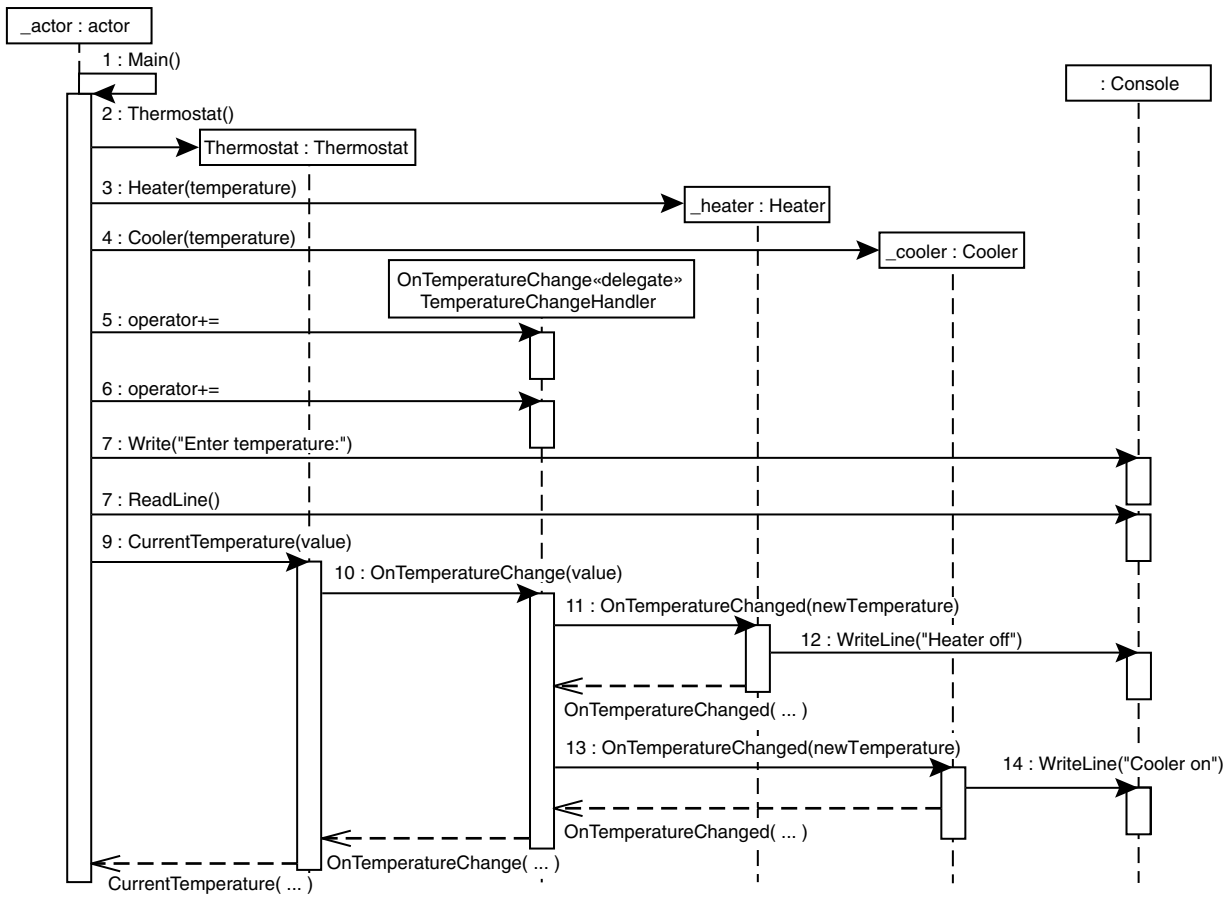 _actor : actor
1 : Main()
: Console
2 : Thermostat()
Thermostat : Thermostat
3 : Heater(temperature)
_heater : Heater
4 : Cooler(temperature)
_cooler : Cooler
OnTemperatureChange«delegate»
TemperatureChangeHandler
5 : operator+=
6 : operator+=
7 : Write("Enter temperature:")
7 : ReadLine()
9 : CurrentTemperature(value)
10 : OnTemperatureChange(value)
11 : OnTemperatureChanged(newTemperature)
12 : WriteLine("Heater off")
OnTemperatureChanged( ... )
13 : OnTemperatureChanged(newTemperature)
14 : WriteLine("Cooler on")
OnTemperatureChanged( ... )
OnTemperatureChange( ... )
CurrentTemperature( ... )